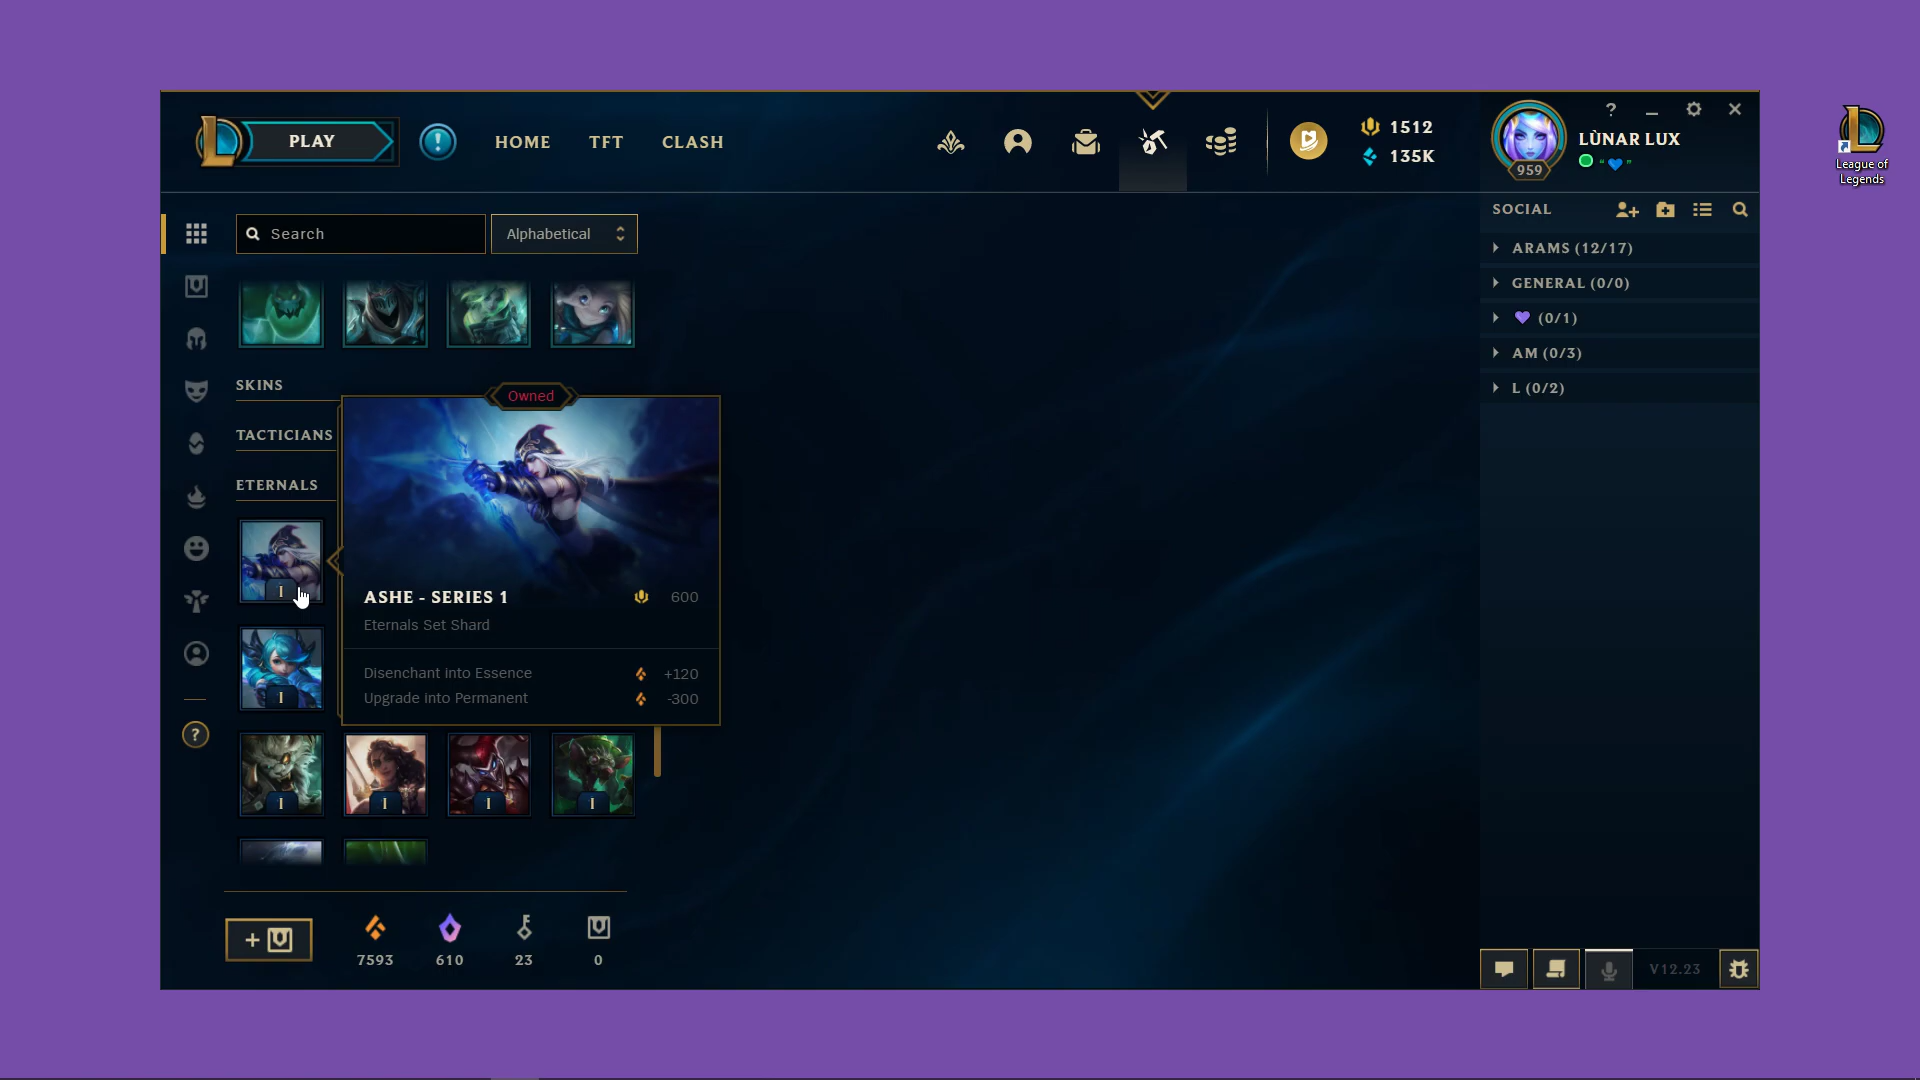 PLAY
HOME
TFT
CLASH
1512
135K
959
LÙNAR LUX
" "
League of
Legends
Search
Alphabetical
SOCIAL
ARAMS (12/17)
GENERAL (0/0)
(0/1)
AM (0/3)
L (0/2)
SKINS
TACTICIANS
ETERNALS
Owned
ASHE - SERIES 1
600
Eternals Set Shard
Disenchant into Essence
+120
Upgrade into Permanent
-300
I
I
I
I
I
I
7593
610
23
0
V12.23